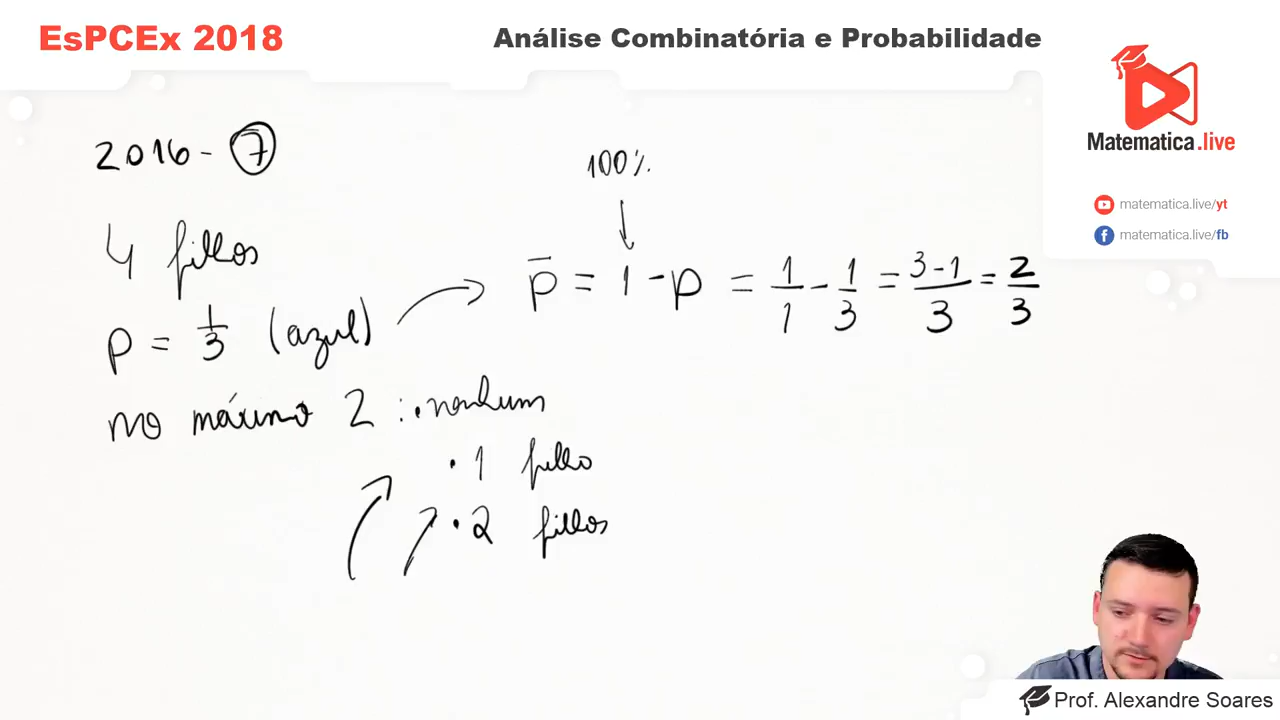 EsPCEx 2018
Análise Combinatória e Probabilidade
Matematica.live
matematica.live/yt
matematica.live/fb
2016 - 7
4 filhos
p = 1/3 (azul)
100%
p̄ = 1 - p = 1/1 - 1/3 = 3-1/3 = 2/3
no máximo 2 : • nenhum
• 1 filho
• 2 filhos
Prof. Alexandre Soares